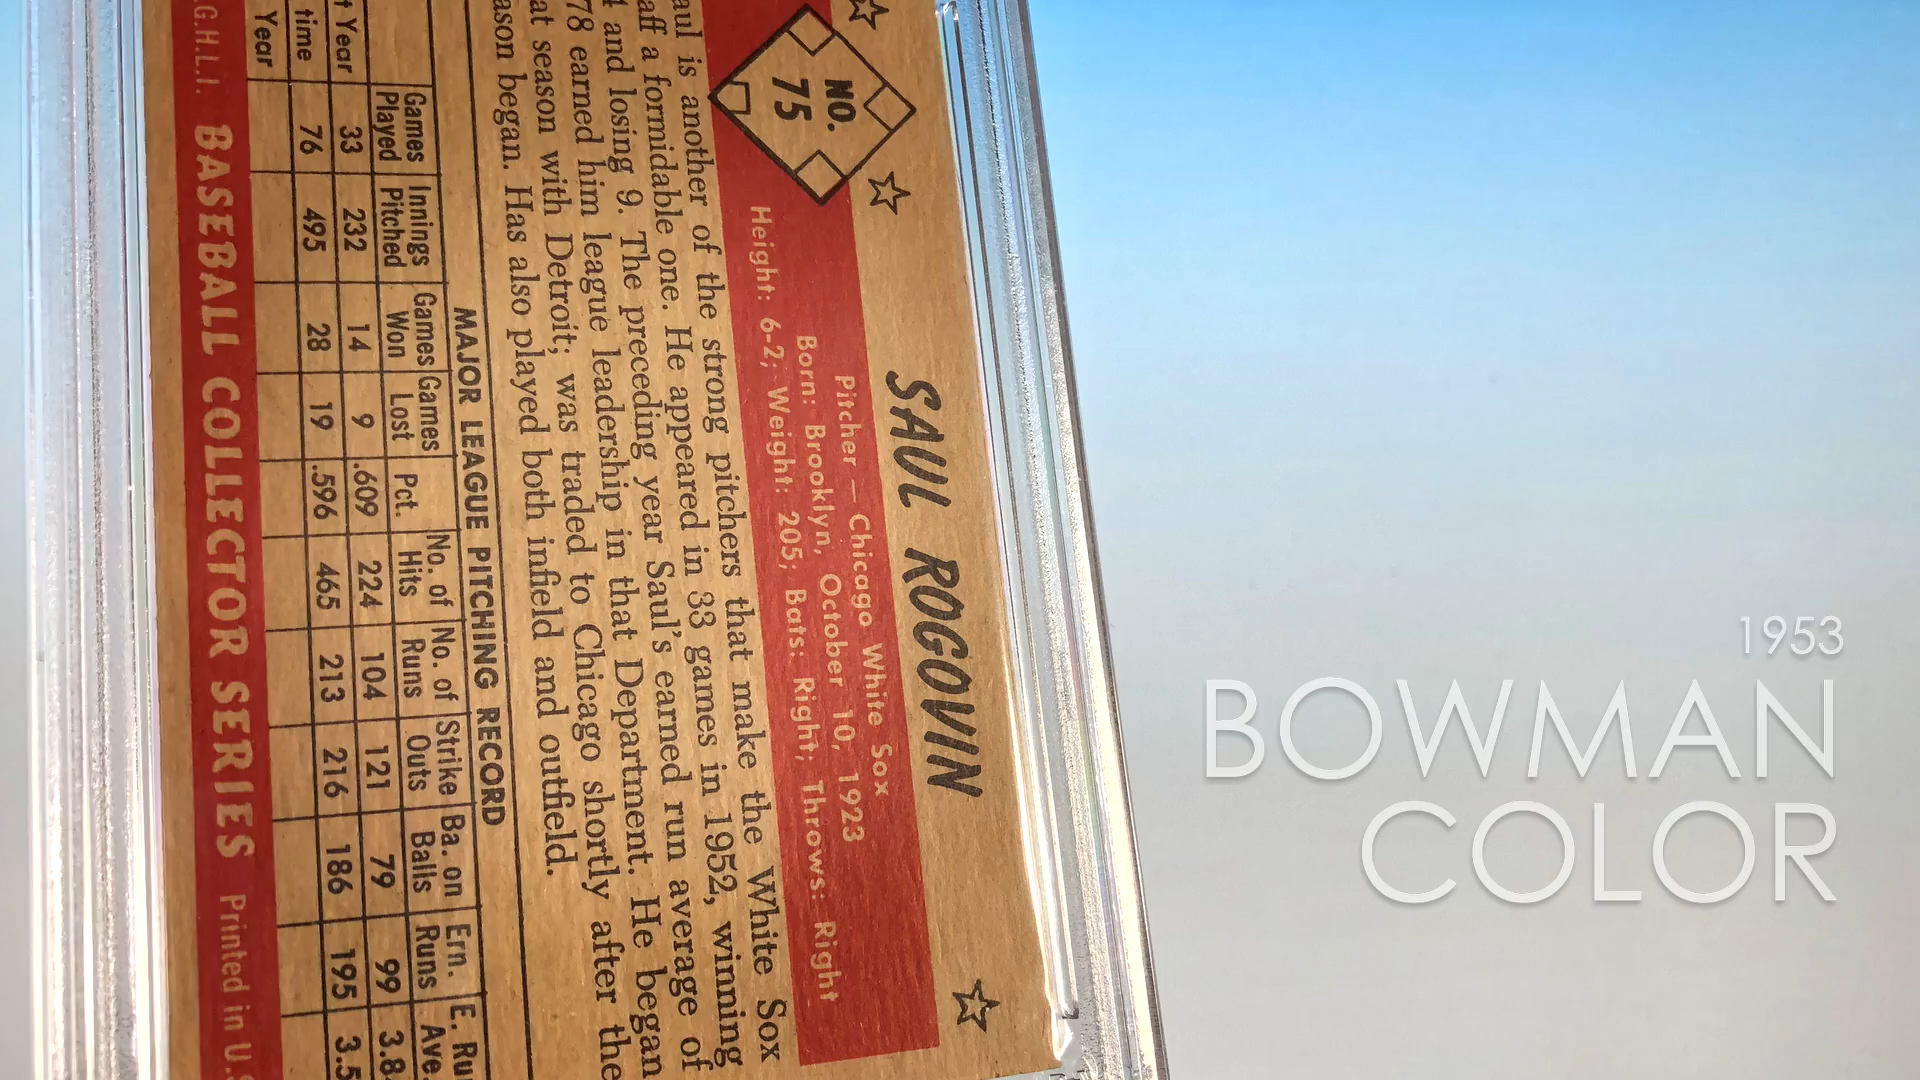 NO.
75
SAUL ROGOVIN
Pitcher — Chicago White Sox
Born: Brooklyn, October 10, 1923
Height: 6-2; Weight: 205; Bats: Right; Throws: Right
aul is another of the strong pitchers that make the White Sox
aff a formidable one. He appeared in 33 games in 1952, winning
and losing 9. The preceding year Saul's earned run average of
78 earned him league leadership in that Department. He began
at season with Detroit; was traded to Chicago shortly after the
ason began. Has also played both infield and outfield.
MAJOR LEAGUE PITCHING RECORD
Games Played Innings Pitched Games Won Games Lost Pct. No. of Hits No. of Runs Strike Outs Ba. on Balls Ern. Runs E. Ru Ave.
t Year 33 232 14 9 .609 224 104 121 79 99 3.8
time 76 495 28 19 .596 465 213 216 186 195 3.5
Year
.G.H.L.I. BASEBALL COLLECTOR SERIES Printed in U.S
1953
BOWMAN
COLOR